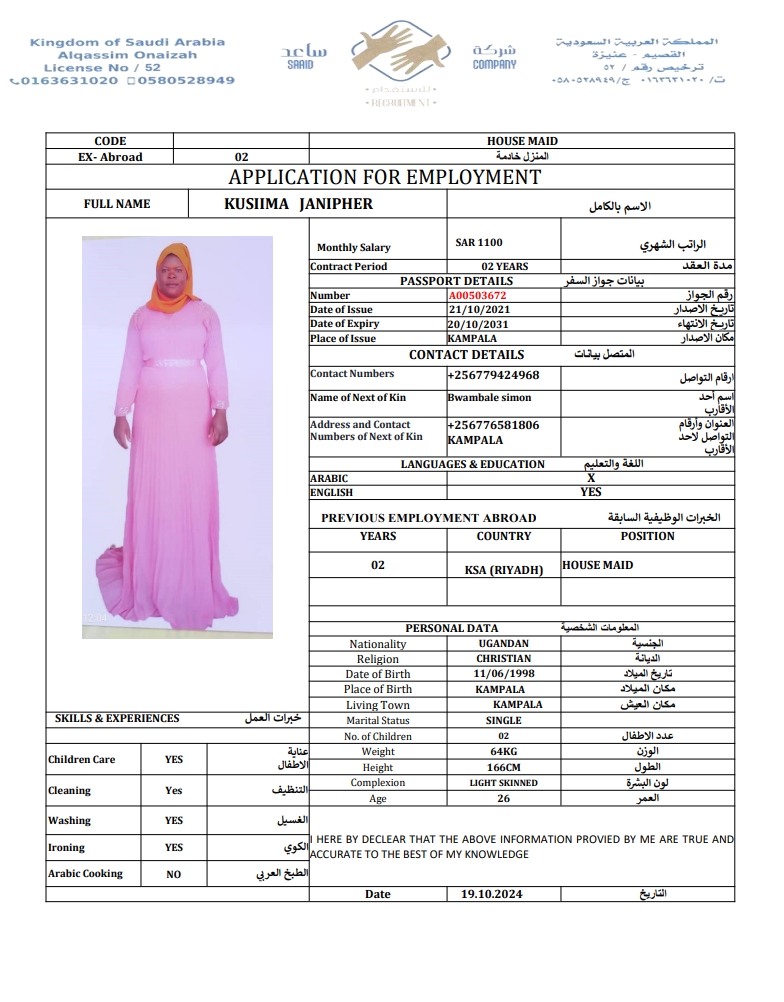 Kingdom of Saudi Arabia
Alqassim Onaizah
License No / 52
0163631020 0580528949
ساعد
SAAID
شركة
COMPANY
للاستقدام
• RECRUITMENT •
المملكة العربية السعودية
القصيم - عنيزة
ترخيص رقم / ٥٢
ت/ ٠١٦٣٦٣١٠٢٠ ج/٠٥٨٠٥٢٨٩٤٩
CODE HOUSE MAID
EX- Abroad 02 المنزل خادمة
APPLICATION FOR EMPLOYMENT
FULL NAME KUSIIMA JANIPHER الاسم بالكامل
Monthly Salary SAR 1100 الراتب الشهري
Contract Period 02 YEARS مدة العقد
PASSPORT DETAILS بيانات جواز السفر
Number A00503672 رقم الجواز
Date of Issue 21/10/2021 تاريخ الاصدار
Date of Expiry 20/10/2031 تاريخ الانتهاء
Place of Issue KAMPALA مكان الاصدار
CONTACT DETAILS المتصل بيانات
Contact Numbers +256779424968 ارقام التواصل
Name of Next of Kin Bwambale simon اسم أحد
الأقارب
Address and Contact +256776581806 العنوان وأرقام
Numbers of Next of Kin KAMPALA التواصل لاحد
الأقارب
LANGUAGES & EDUCATION اللغة والتعليم
ARABIC X
ENGLISH YES
PREVIOUS EMPLOYMENT ABROAD الخبرات الوظيفية السابقة
YEARS COUNTRY POSITION
02 KSA (RIYADH) HOUSE MAID
PERSONAL DATA المعلومات الشخصية
Nationality UGANDAN الجنسية
Religion CHRISTIAN الديانة
Date of Birth 11/06/1998 تاريخ الميلاد
Place of Birth KAMPALA مكان الميلاد
Living Town KAMPALA مكان العيش
Marital Status SINGLE
No. of Children 02 عدد الاطفال
Weight 64KG الوزن
Height 166CM الطول
Complexion LIGHT SKINNED لون البشرة
Age 26 العمر
SKILLS & EXPERIENCES خبرات العمل
Children Care YES عناية
الاطفال
Cleaning Yes التنظيف
Washing YES الغسيل
Ironing YES الكوي
Arabic Cooking NO الطبخ العربي
I HERE BY DECLEAR THAT THE ABOVE INFORMATION PROVIED BY ME ARE TRUE AND
ACCURATE TO THE BEST OF MY KNOWLEDGE
Date 19.10.2024 التاريخ